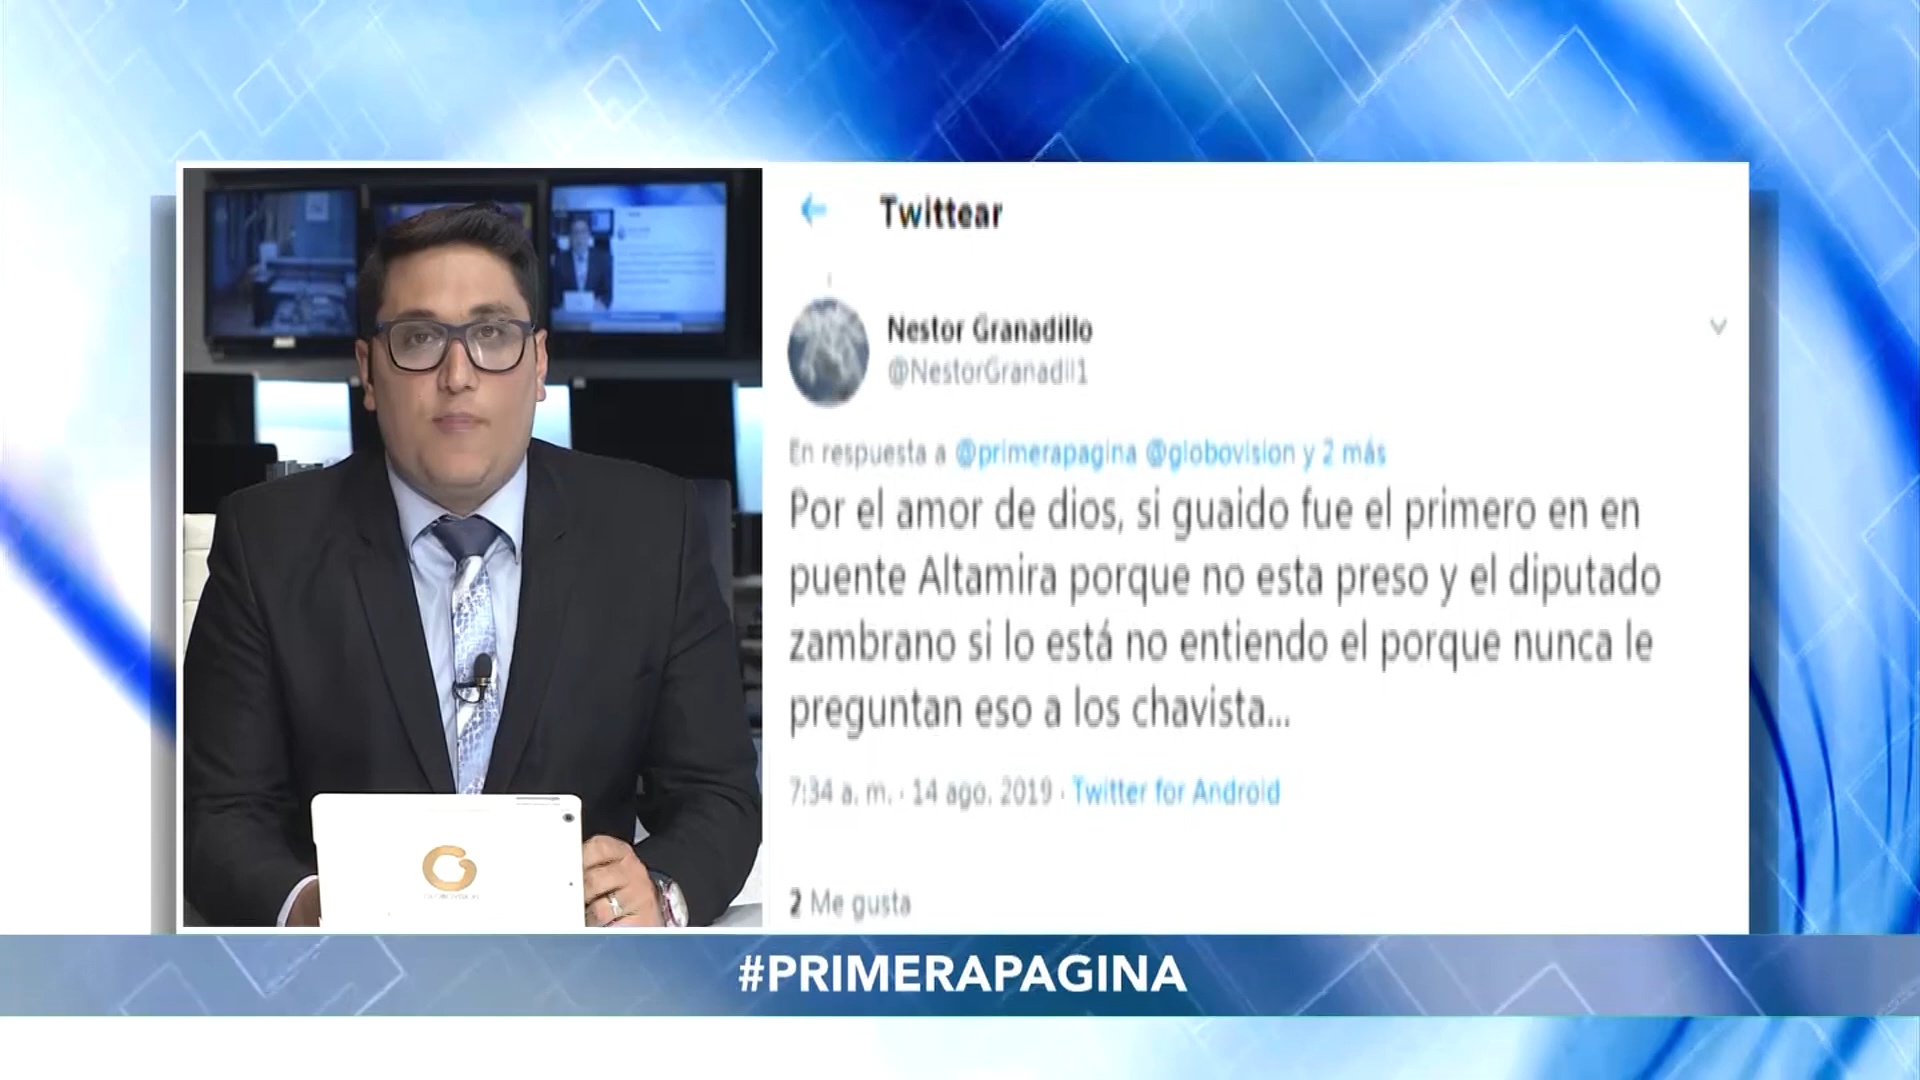 Twittear
Nestor Granadillo
@NestorGranadil1
En respuesta a @primerapagina @globovision y 2 más
Por el amor de dios, si guaido fue el primero en en
puente Altamira porque no esta preso y el diputado
zambrano si lo está no entiendo el porque nunca le
preguntan eso a los chavista...
7:34 a. m. · 14 ago. 2019 · Twitter for Android
2 Me gusta
#PRIMERAPAGINA